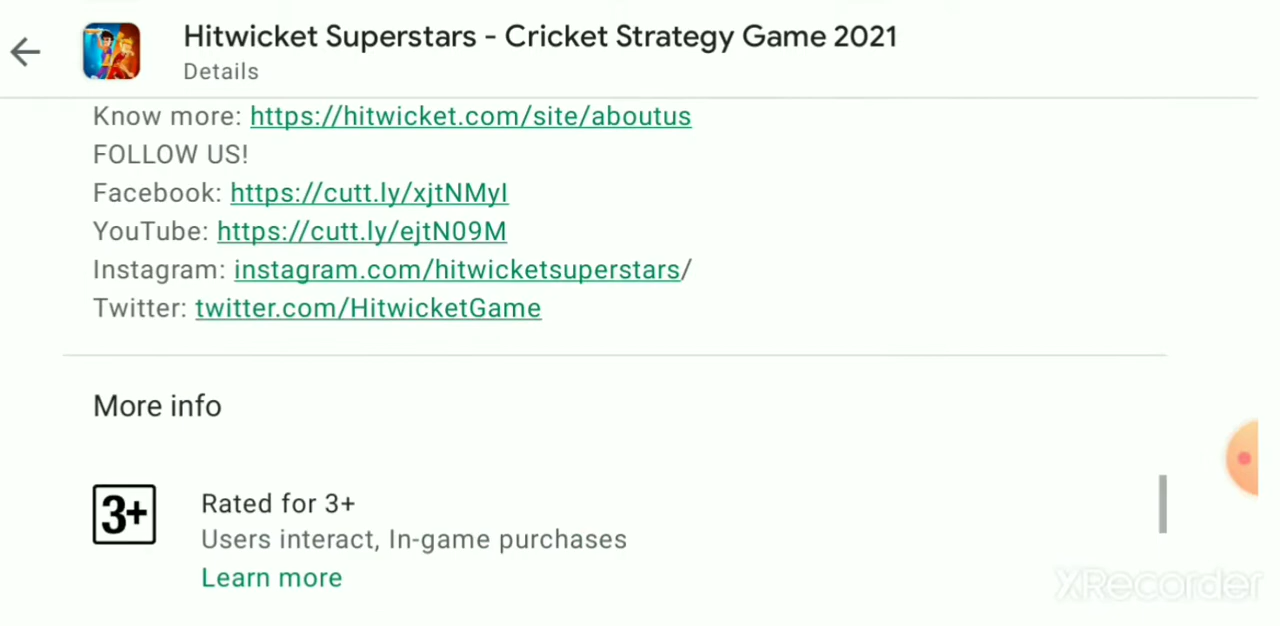 Hitwicket Superstars - Cricket Strategy Game 2021
Details
Know more: https://hitwicket.com/site/aboutus
FOLLOW US!
Facebook: https://cutt.ly/xjtNMyI
YouTube: https://cutt.ly/ejtN09M
Instagram: instagram.com/hitwicketsuperstars/
Twitter: twitter.com/HitwicketGame
More info
3+
Rated for 3+
Users interact, In-game purchases
Learn more
XRecorder